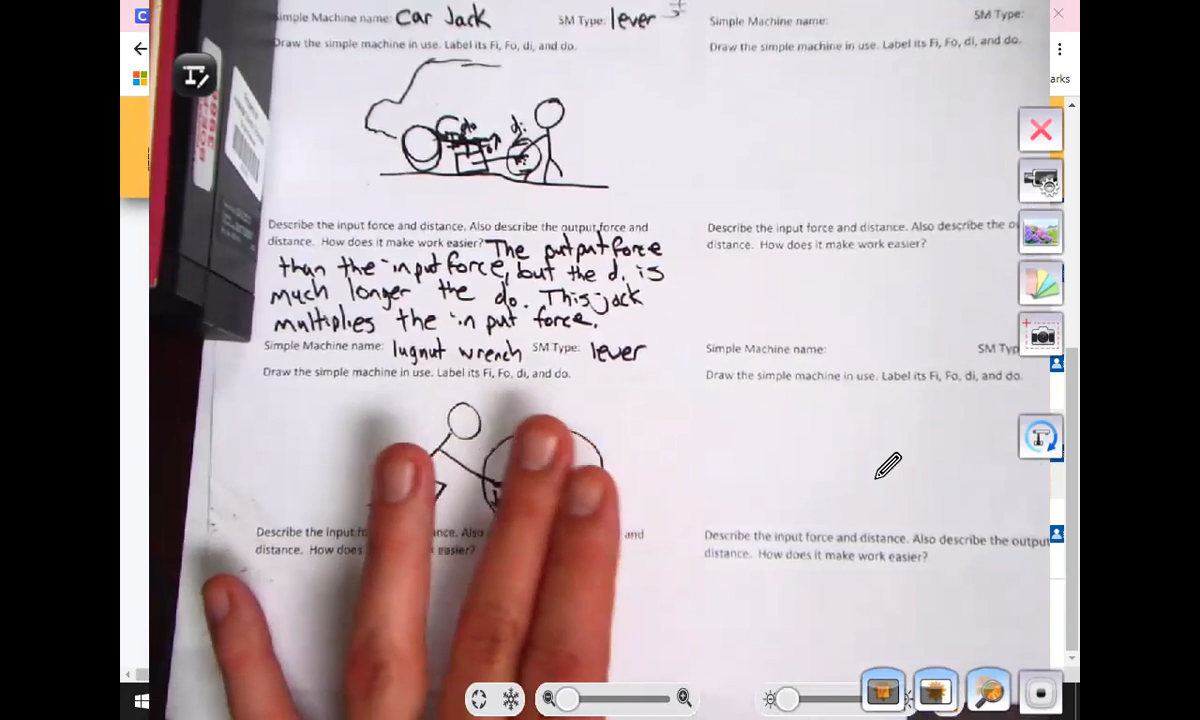 Simple Machine name: Car Jack SM Type: lever
Draw the simple machine in use. Label its Fi, Fo, di, and do.
do di
Describe the input force and distance. Also describe the output force and
distance. How does it make work easier? The putput force
than the input force, but the di is
much longer the do. This jack
multiplies the in put force.
Simple Machine name: lugnut wrench SM Type: lever
Draw the simple machine in use. Label its Fi, Fo, di, and do.
Describe the input ance. Also and
distance. How does easier?
Simple Machine name: SM Type:
Draw the simple machine in use. Label its Fi, Fo, di, and do.
Describe the input force and distance. Also describe the
distance. How does it make work easier?
Simple Machine name: SM Typ
Draw the simple machine in use. Label its Fi, Fo, di, and do.
Describe the input force and distance. Also describe the output
distance. How does it make work easier?
arks